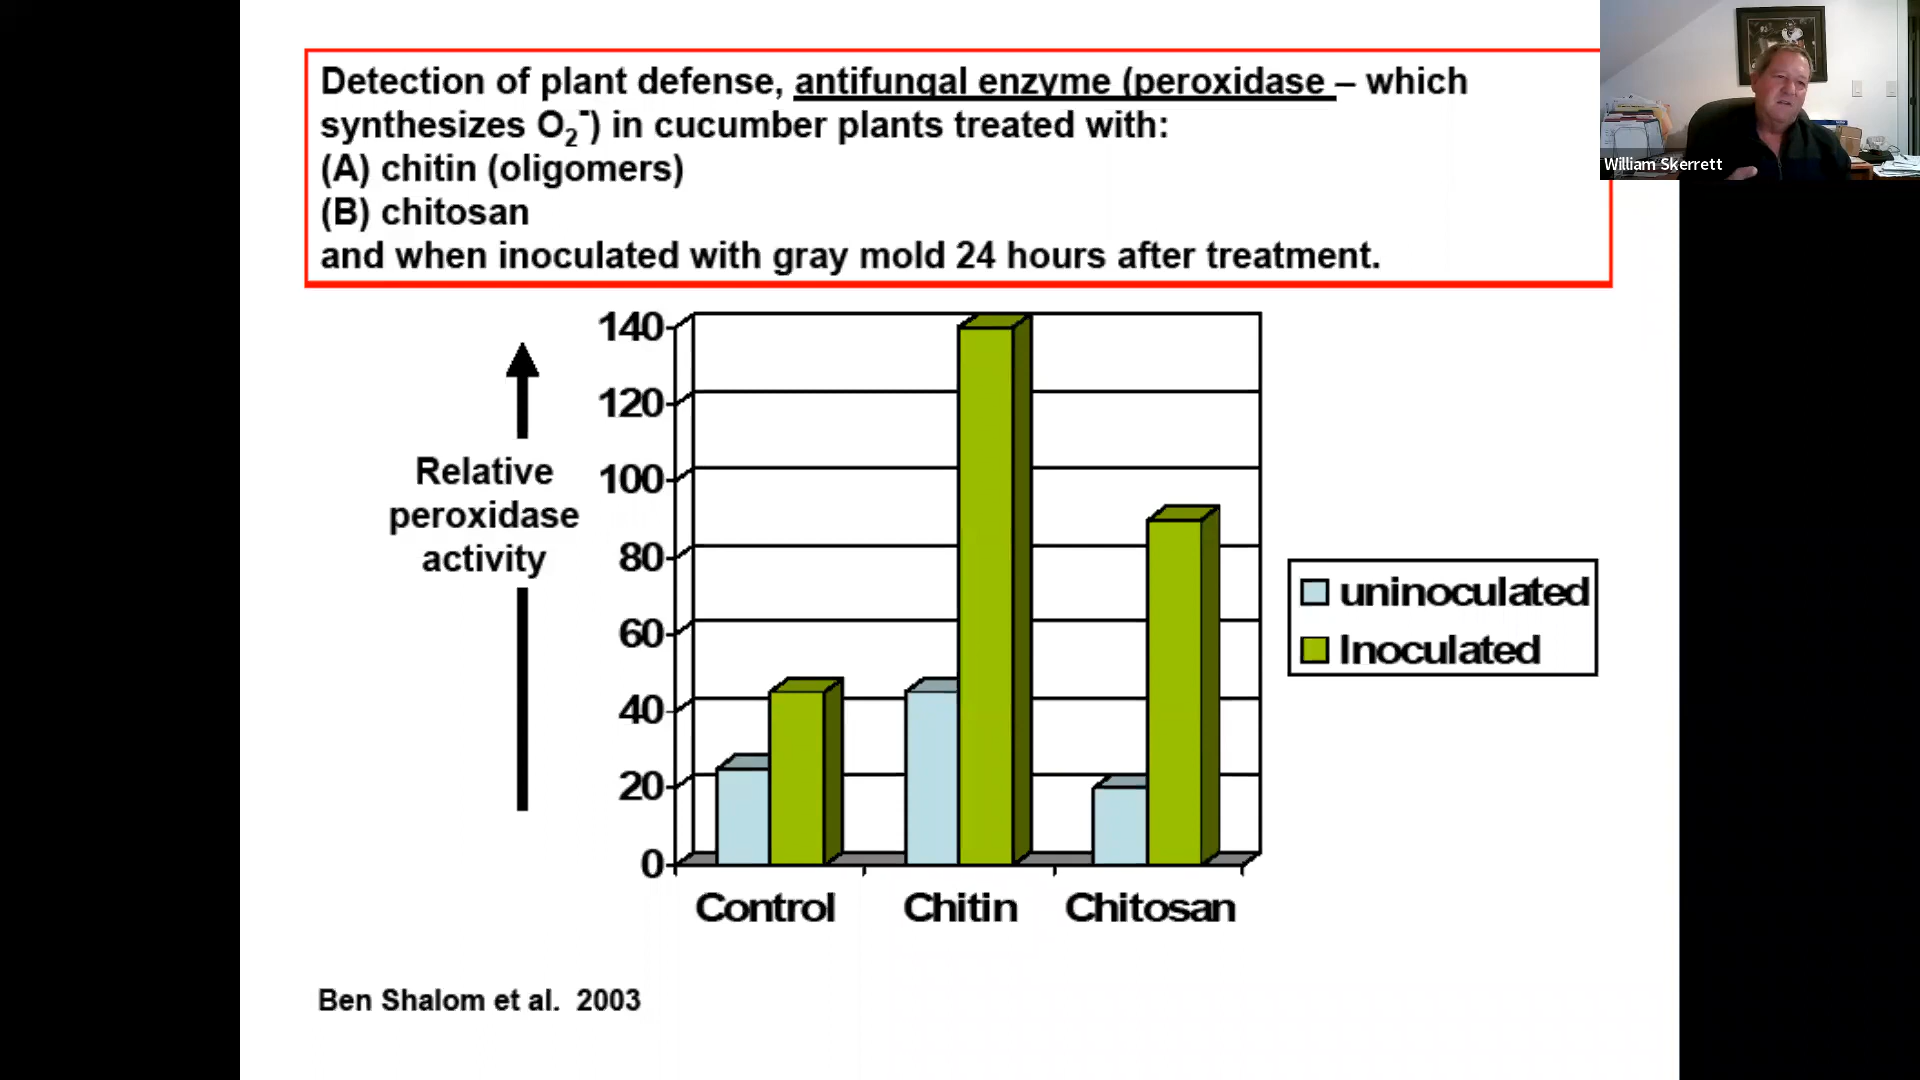 Detection of plant defense, antifungal enzyme (peroxidase – which
synthesizes O₂⁻) in cucumber plants treated with:
(A) chitin (oligomers)
(B) chitosan
and when inoculated with gray mold 24 hours after treatment.
William Skerrett
140
120
100
80
60
40
20
0
Relative
peroxidase
activity
uninoculated
Inoculated
Control Chitin Chitosan
Ben Shalom et al. 2003